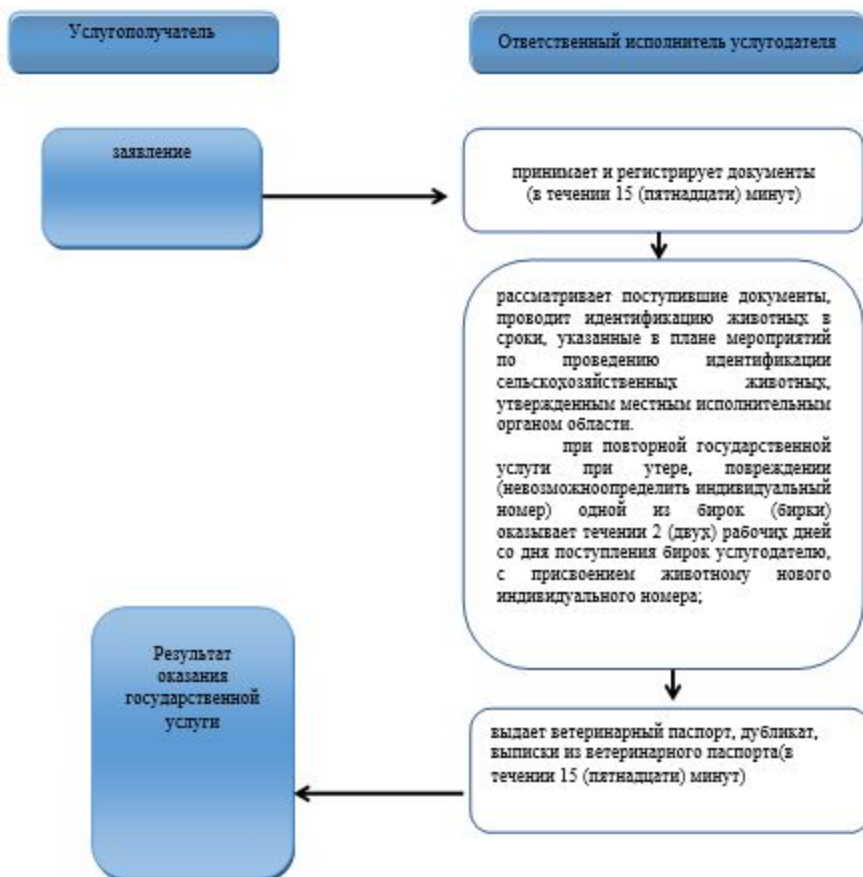 Услугополучатель
Ответственный исполнитель услугодателя
заявление
принимает и регистрирует документы
(в течении 15 (пятнадцати) минут)
рассматривает поступившие документы,
проводит идентификацию животных в
сроки, указанные в плане мероприятий
по проведению идентификации
сельскохозяйственных животных,
утвержденным местным исполнительным
органом области.
при повторной государственной
услуги при утере, повреждении
(невозможноопределить индивидуальный
номер) одной из бирок (бирки)
оказывает течении 2 (двух) рабочих дней
со дня поступления бирок услугодателю,
с присвоением животному нового
индивидуального номера;
Результат
оказания
государственной
услуги
выдает ветеринарный паспорт, дубликат,
выписки из ветеринарного паспорта(в
течении 15 (пятнадцати) минут)